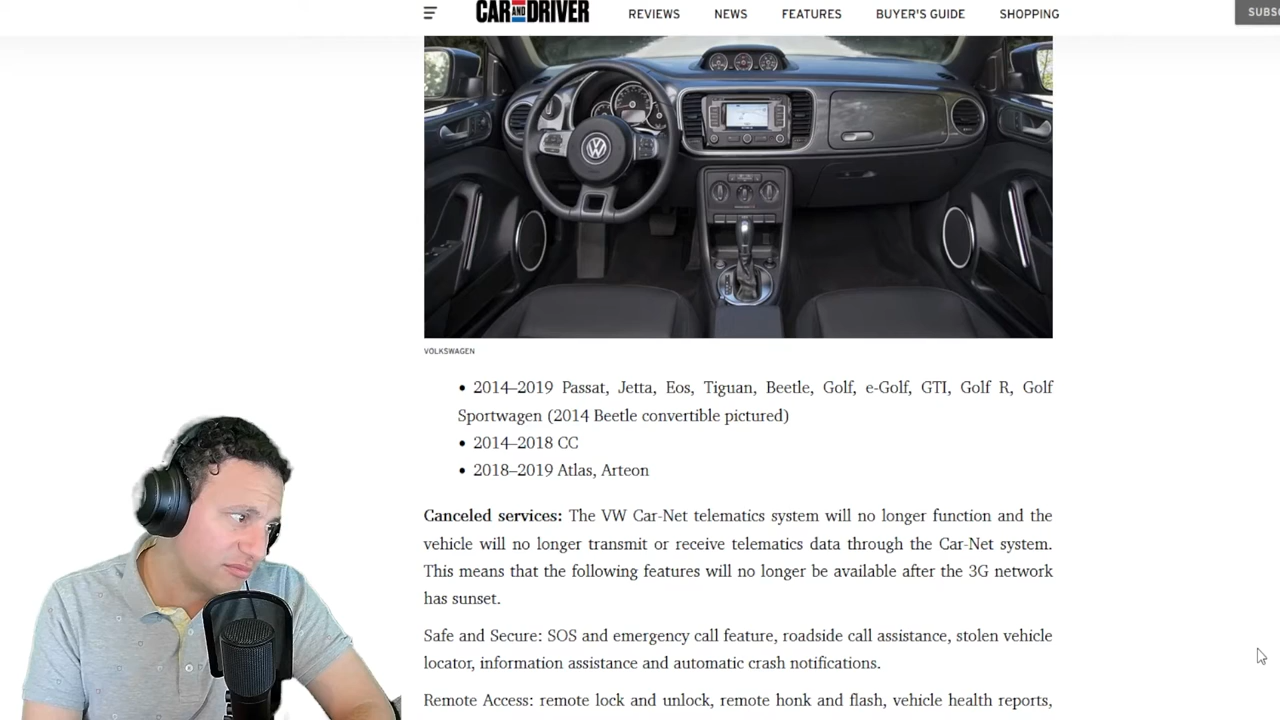 CAR AND DRIVER REVIEWS NEWS FEATURES BUYER'S GUIDE SHOPPING SUBS
VOLKSWAGEN
• 2014–2019 Passat, Jetta, Eos, Tiguan, Beetle, Golf, e-Golf, GTI, Golf R, Golf
Sportwagen (2014 Beetle convertible pictured)
• 2014–2018 CC
• 2018–2019 Atlas, Arteon
Canceled services: The VW Car-Net telematics system will no longer function and the
vehicle will no longer transmit or receive telematics data through the Car-Net system.
This means that the following features will no longer be available after the 3G network
has sunset.
Safe and Secure: SOS and emergency call feature, roadside call assistance, stolen vehicle
locator, information assistance and automatic crash notifications.
Remote Access: remote lock and unlock, remote honk and flash, vehicle health reports,